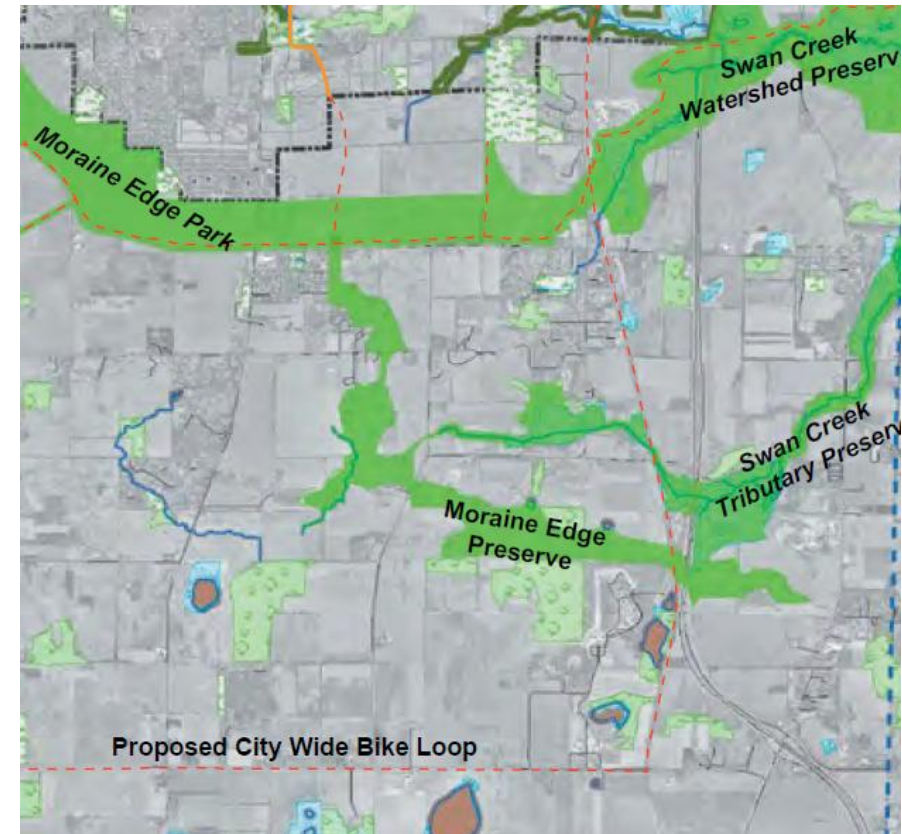 Swan Creek
Watershed Preserv
Moraine Edge Park
Swan Creek
Tributary Preserv
Moraine Edge
Preserve
Proposed City Wide Bike Loop